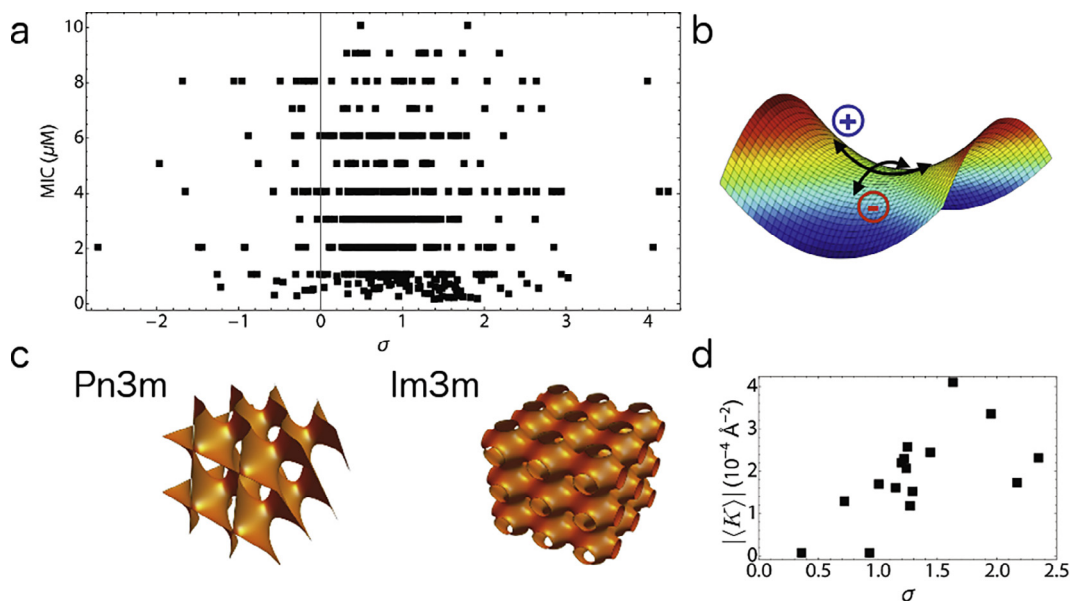 a
10
8
6
4
2
0
MIC (µM)
−2 −1 0 1 2 3 4
σ
b
+
-
c
Pn3m
Im3m
d
4
3
2
1
0
|⟨K⟩| (10⁻⁴ Å⁻²)
0.0 0.5 1.0 1.5 2.0 2.5
σ